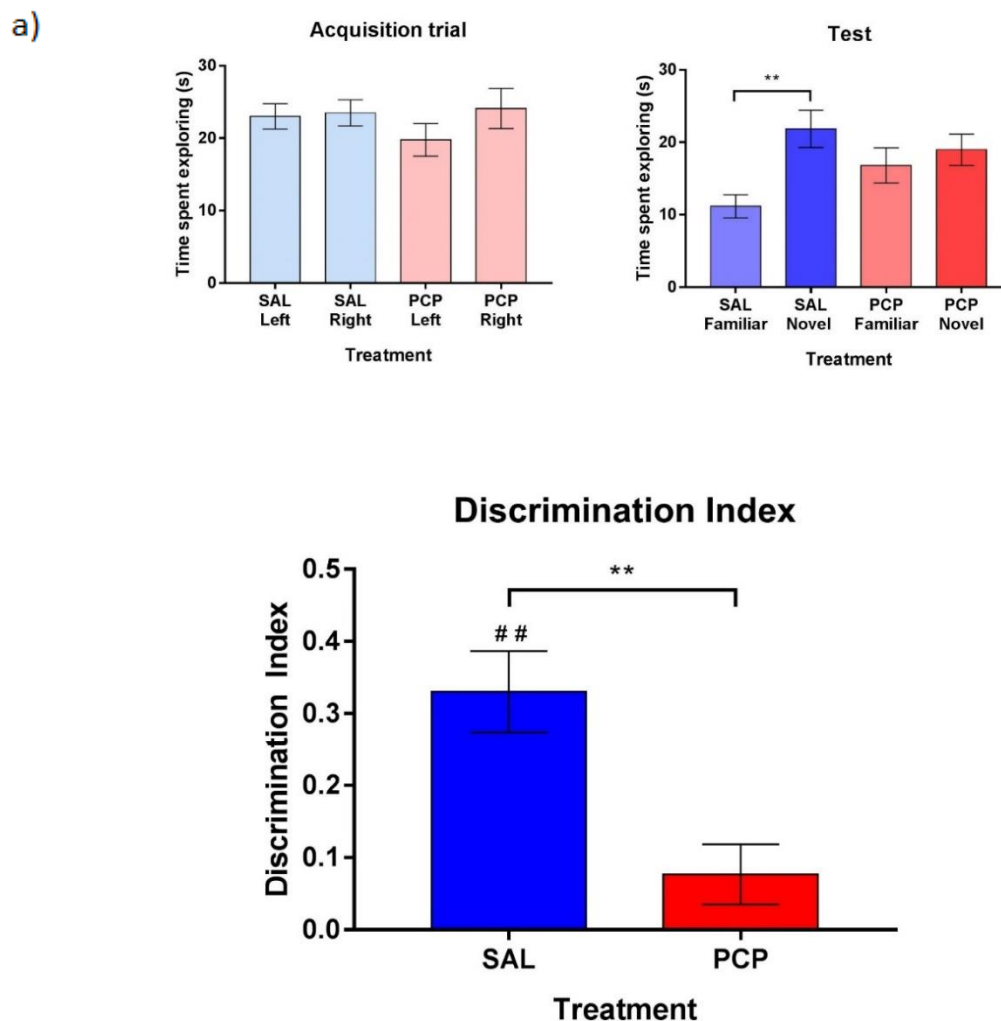 a)
Acquisition trial
Time spent exploring (s)
30
20
10
0
SAL Left
SAL Right
PCP Left
PCP Right
Treatment
Test
Time spent exploring (s)
30
20
10
0
**
SAL Familiar
SAL Novel
PCP Familiar
PCP Novel
Treatment
Discrimination Index
Discrimination Index
0.5
0.4
0.3
0.2
0.1
0.0
**
##
SAL
PCP
Treatment